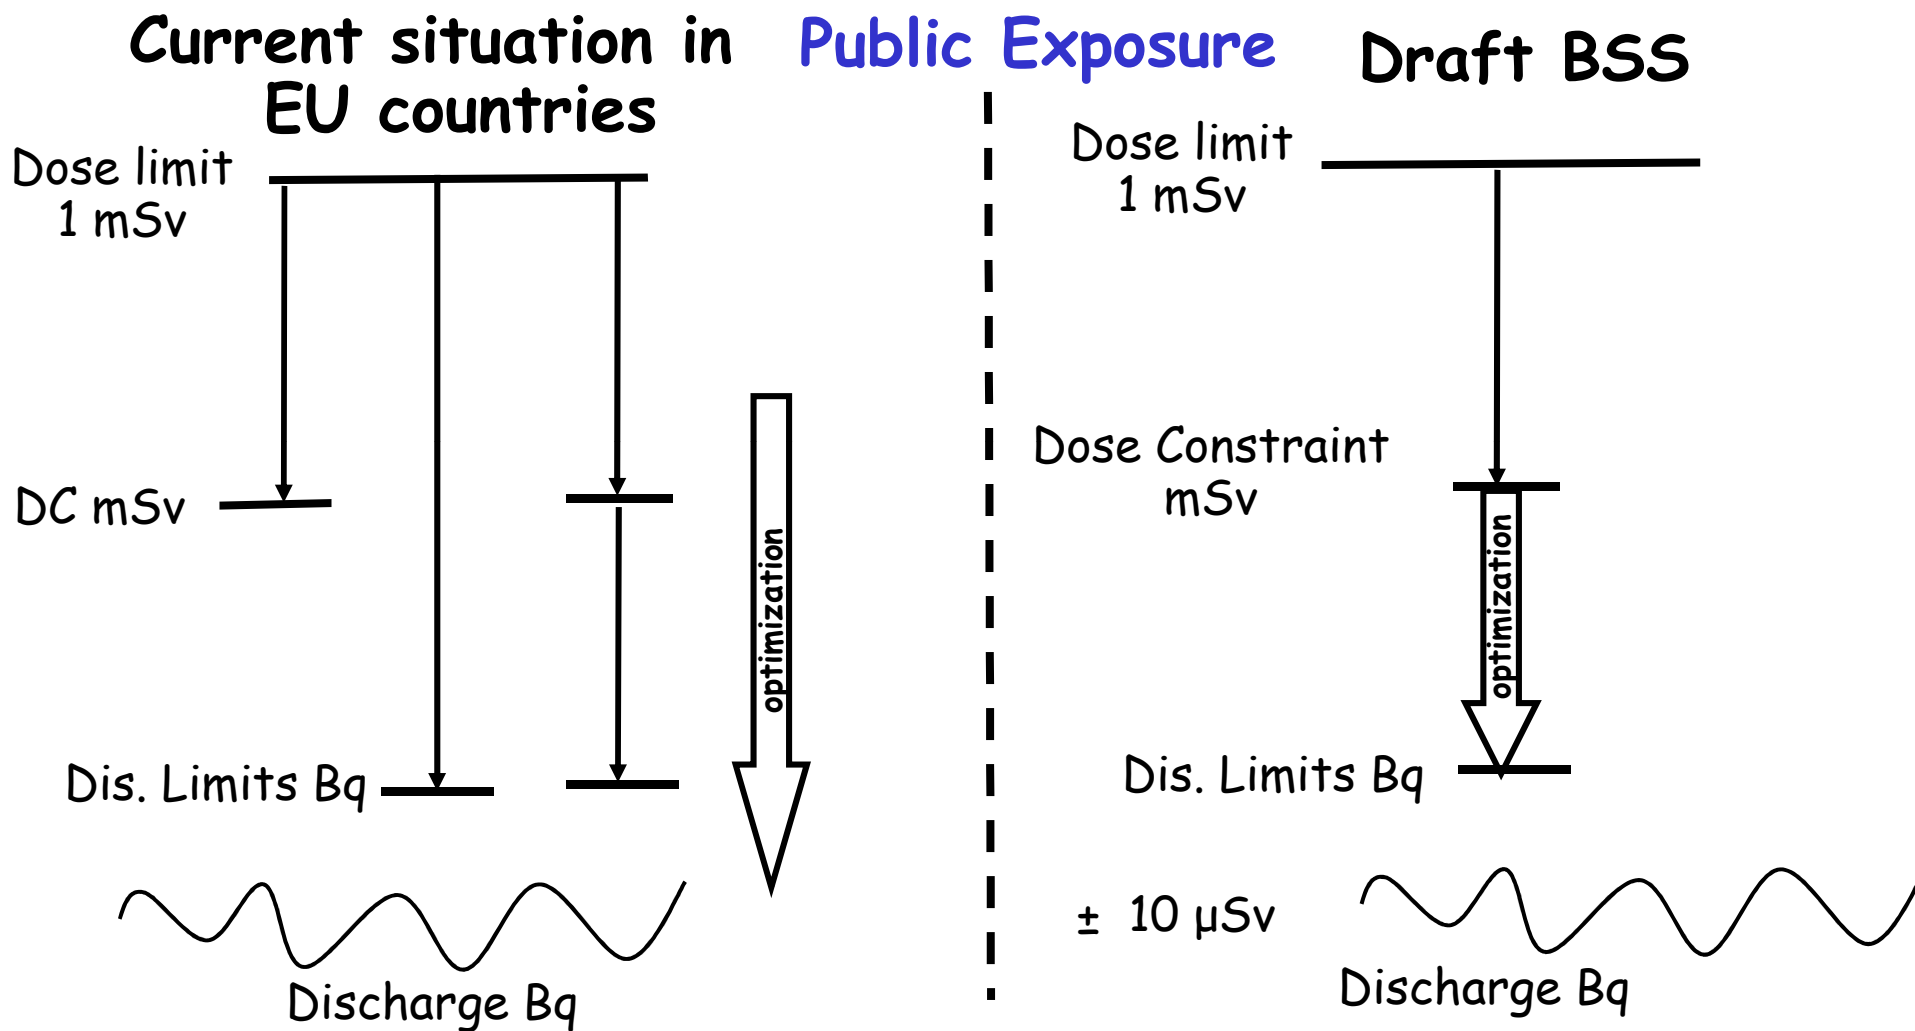 Current situation in
EU countries
Public Exposure
Draft BSS
Dose limit
1 mSv
DC mSv
optimization
Dis. Limits Bq
Discharge Bq
Dose limit
1 mSv
Dose Constraint
mSv
optimization
Dis. Limits Bq
± 10 µSv
Discharge Bq